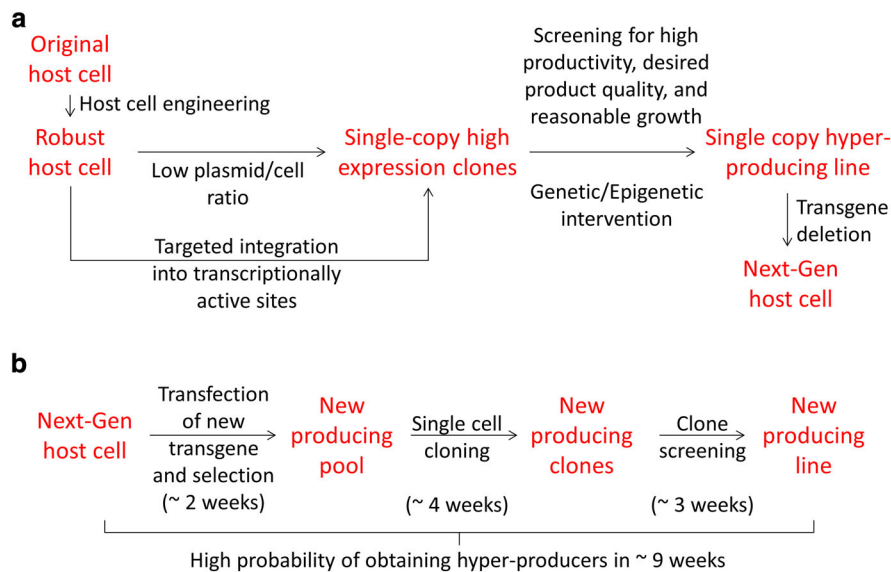 a
Original
host cell
Host cell engineering
Robust
host cell
Low plasmid/cell
ratio
Targeted integration
into transcriptionally
active sites
Single-copy high
expression clones
Screening for high
productivity, desired
product quality, and
reasonable growth
Genetic/Epigenetic
intervention
Single copy hyper-
producing line
Transgene
deletion
Next-Gen
host cell
b
Next-Gen
host cell
Transfection
of new
transgene
and selection
(~ 2 weeks)
New
producing
pool
Single cell
cloning
(~ 4 weeks)
New
producing
clones
Clone
screening
(~ 3 weeks)
New
producing
line
High probability of obtaining hyper-producers in ~ 9 weeks